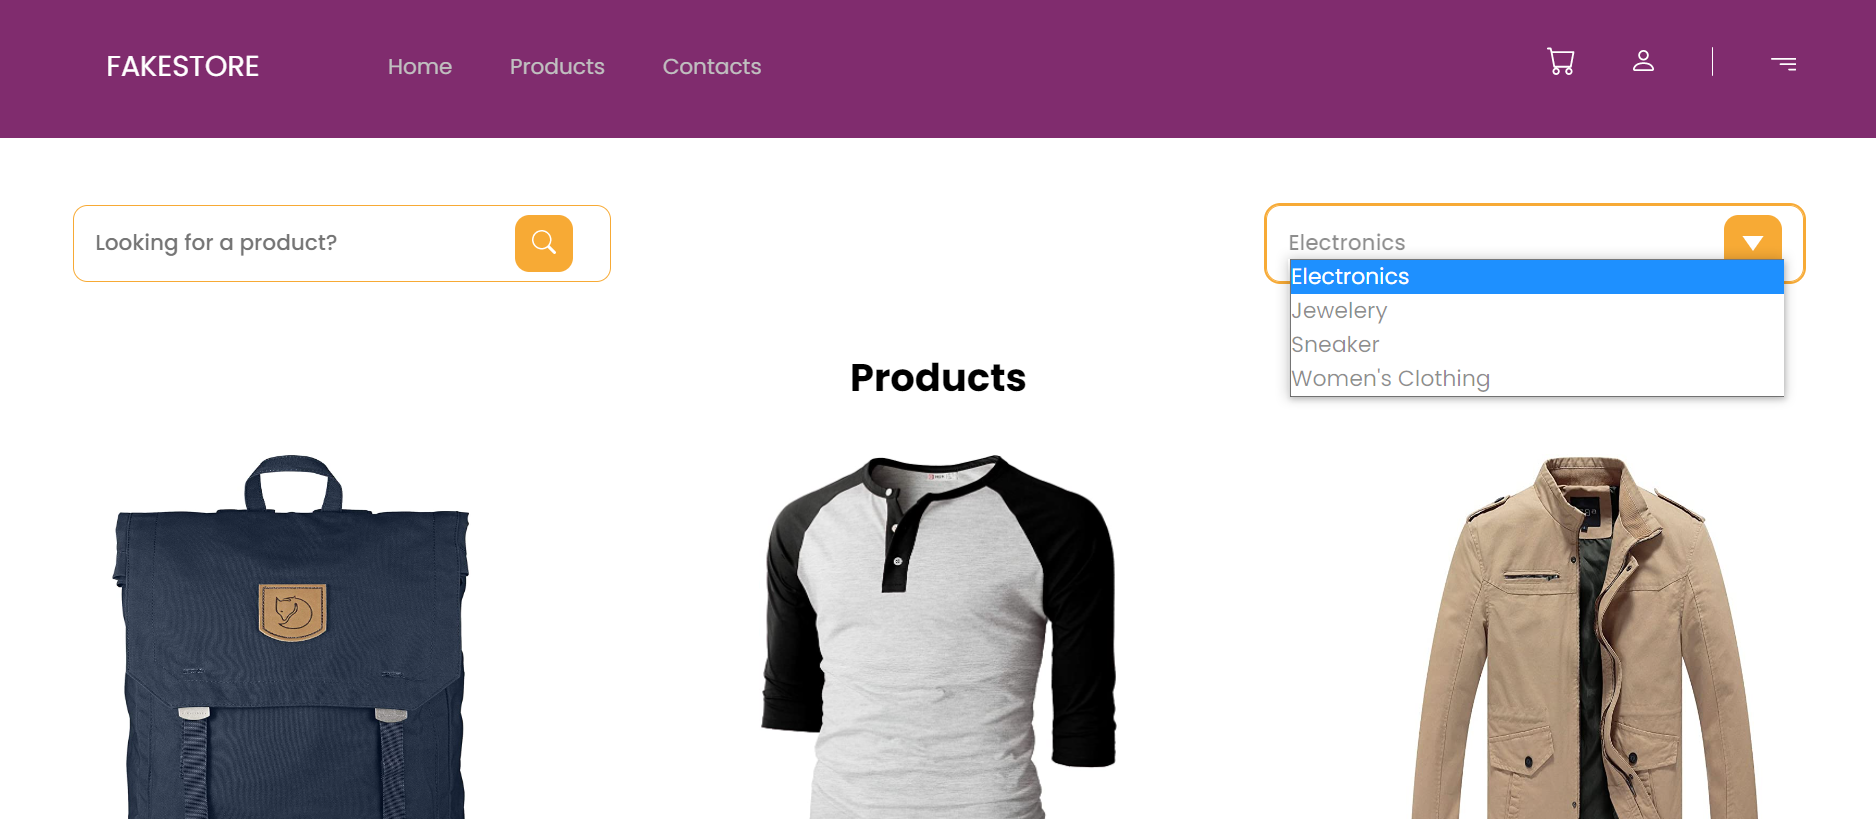 FAKESTORE
Home
Products
Contacts
Looking for a product?
Electronics
Electronics
Jewelery
Sneaker
Women's Clothing
Products